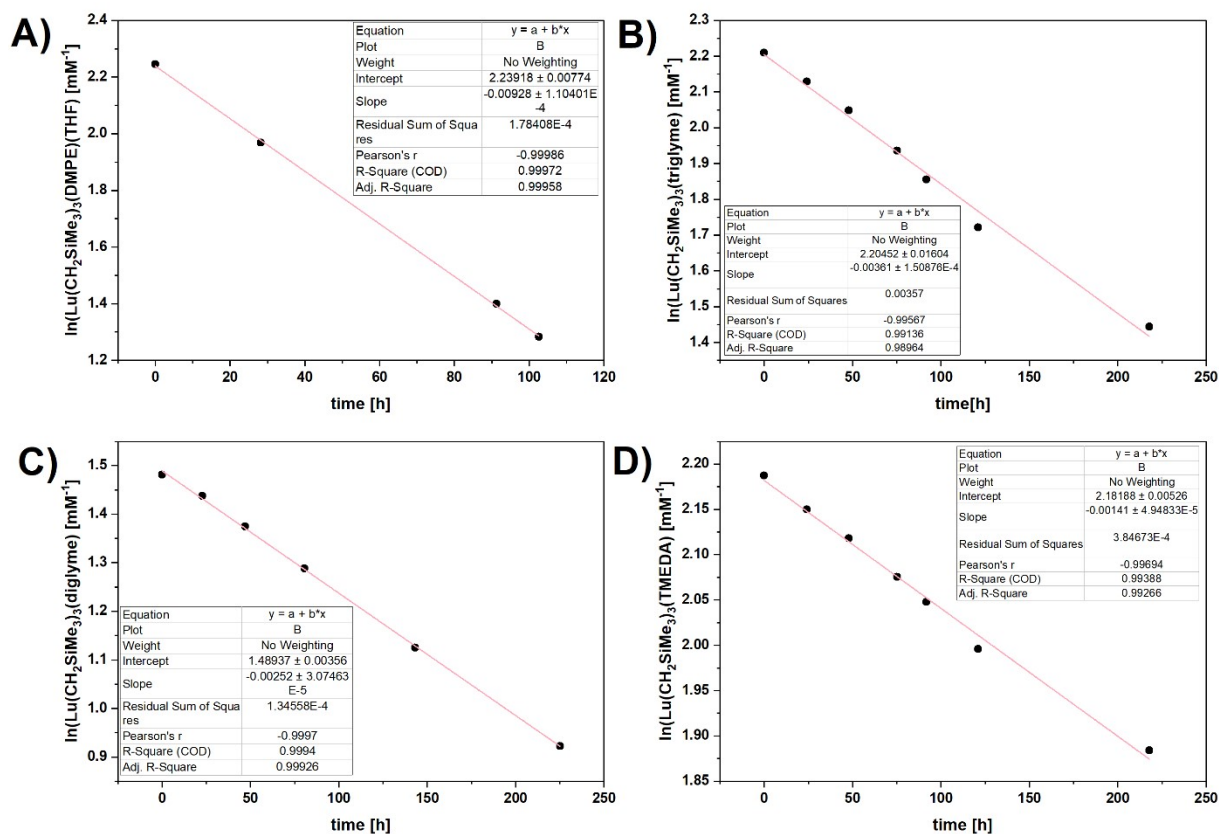 A)
ln(Lu(CH2SiMe3)3(DMPE)(THF) [mM-1]
2.4
2.2
2.0
1.8
1.6
1.4
1.2
0 20 40 60 80 100 120
time [h]
Equation y = a + b*x
Plot B
Weight No Weighting
Intercept 2.23918 ± 0.00774
Slope -0.00928 ± 1.10401E
-4
Residual Sum of Squa
res 1.78408E-4
Pearson's r -0.99986
R-Square (COD) 0.99972
Adj. R-Square 0.99958
B)
ln(Lu(CH2SiMe3)3(triglyme) [mM-1]
2.3
2.2
2.1
2.0
1.9
1.8
1.7
1.6
1.5
1.4
0 50 100 150 200 250
time[h]
Equation y = a + b*x
Plot B
Weight No Weighting
Intercept 2.20452 ± 0.01604
Slope -0.00361 ± 1.50876E-4
Residual Sum of Squares 0.00357
Pearson's r -0.99567
R-Square (COD) 0.99136
Adj. R-Square 0.98964
C)
ln(Lu(CH2SiMe3)3(diglyme) [mM-1]
1.5
1.4
1.3
1.2
1.1
1.0
0.9
0 50 100 150 200 250
time [h]
Equation y = a + b*x
Plot B
Weight No Weighting
Intercept 1.48937 ± 0.00356
Slope -0.00252 ± 3.07463
E-5
Residual Sum of Squa
res 1.34558E-4
Pearson's r -0.9997
R-Square (COD) 0.9994
Adj. R-Square 0.99926
D)
ln(Lu(CH2SiMe3)3(TMEDA) [mM-1]
2.20
2.15
2.10
2.05
2.00
1.95
1.90
1.85
0 50 100 150 200 250
time [h]
Equation y = a + b*x
Plot B
Weight No Weighting
Intercept 2.18188 ± 0.00526
Slope -0.00141 ± 4.94833E-5
Residual Sum of Squares 3.84673E-4
Pearson's r -0.99694
R-Square (COD) 0.99388
Adj. R-Square 0.99266